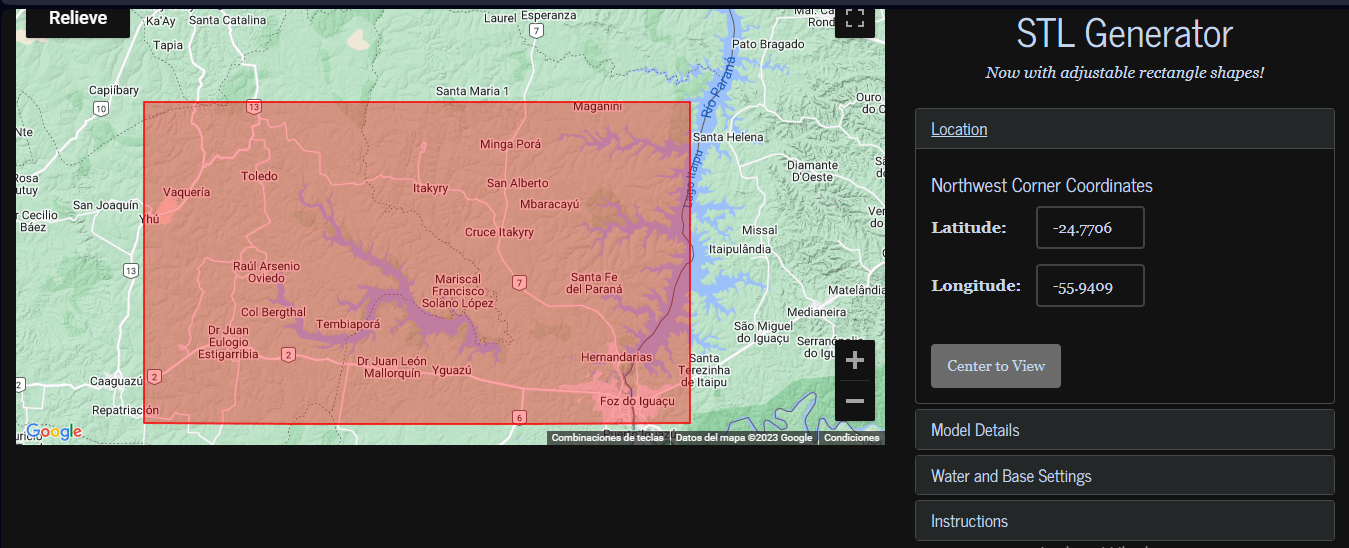 Relieve
Ka'Ay
Santa Catalina
Laurel
Esperanza
7
Tapia
Pato Bragado
Río Paraná
Capiíbary
10
13
Santa Maria 1
Maganini
Minga Porá
Santa Helena
Diamante
D'Oeste
Toledo
Vaquería
Itakyry
San Alberto
Mbaracayú
Lago Itaipu
San Joaquín
Yhú
r Cecilio
Báez
Cruce Itakyry
Missal
Itaipulândia
13
Raúl Arsenio
Oviedo
Mariscal
Francisco
Solano López
7
Santa Fe
del Paraná
Matelândia
Col Bergthal
Tembiaporá
Medianeira
Dr Juan
Eulogio
Estigarribia
2
São Miguel
do Iguaçu
Dr Juan León
Mallorquín
Yguazú
Hernandarias
Santa
Terezinha
de Itaipu
2
Caaguazú
2
Foz do Iguaçu
Repatriación
6
Google
Combinaciones de teclas
Datos del mapa ©2023 Google
Condiciones
STL Generator
Now with adjustable rectangle shapes!
Location
Northwest Corner Coordinates
Latitude:
-24.7706
Longitude:
-55.9409
Center to View
Model Details
Water and Base Settings
Instructions